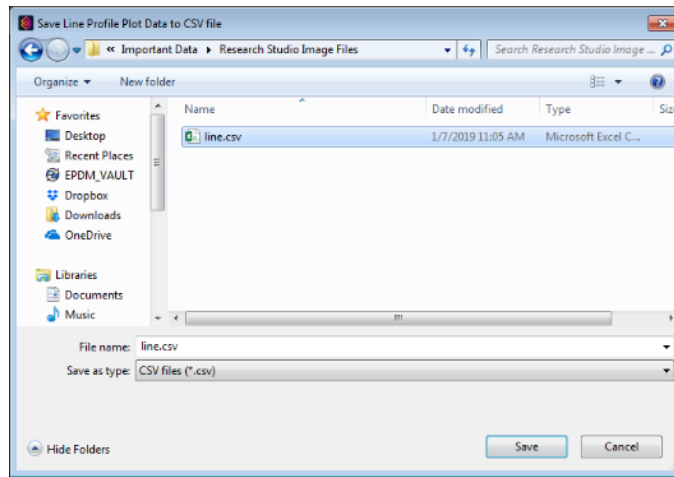 Save Line Profile Plot Data to CSV file
« Important Data ▸ Research Studio Image Files
Search Research Studio Image ...
Organize
New folder
Name
Date modified
Type
Siz
Favorites
Desktop
Recent Places
EPDM_VAULT
Dropbox
Downloads
OneDrive
Libraries
Documents
Music
line.csv
1/7/2019 11:05 AM
Microsoft Excel C...
File name: line.csv
Save as type: CSV files (*.csv)
Hide Folders
Save
Cancel